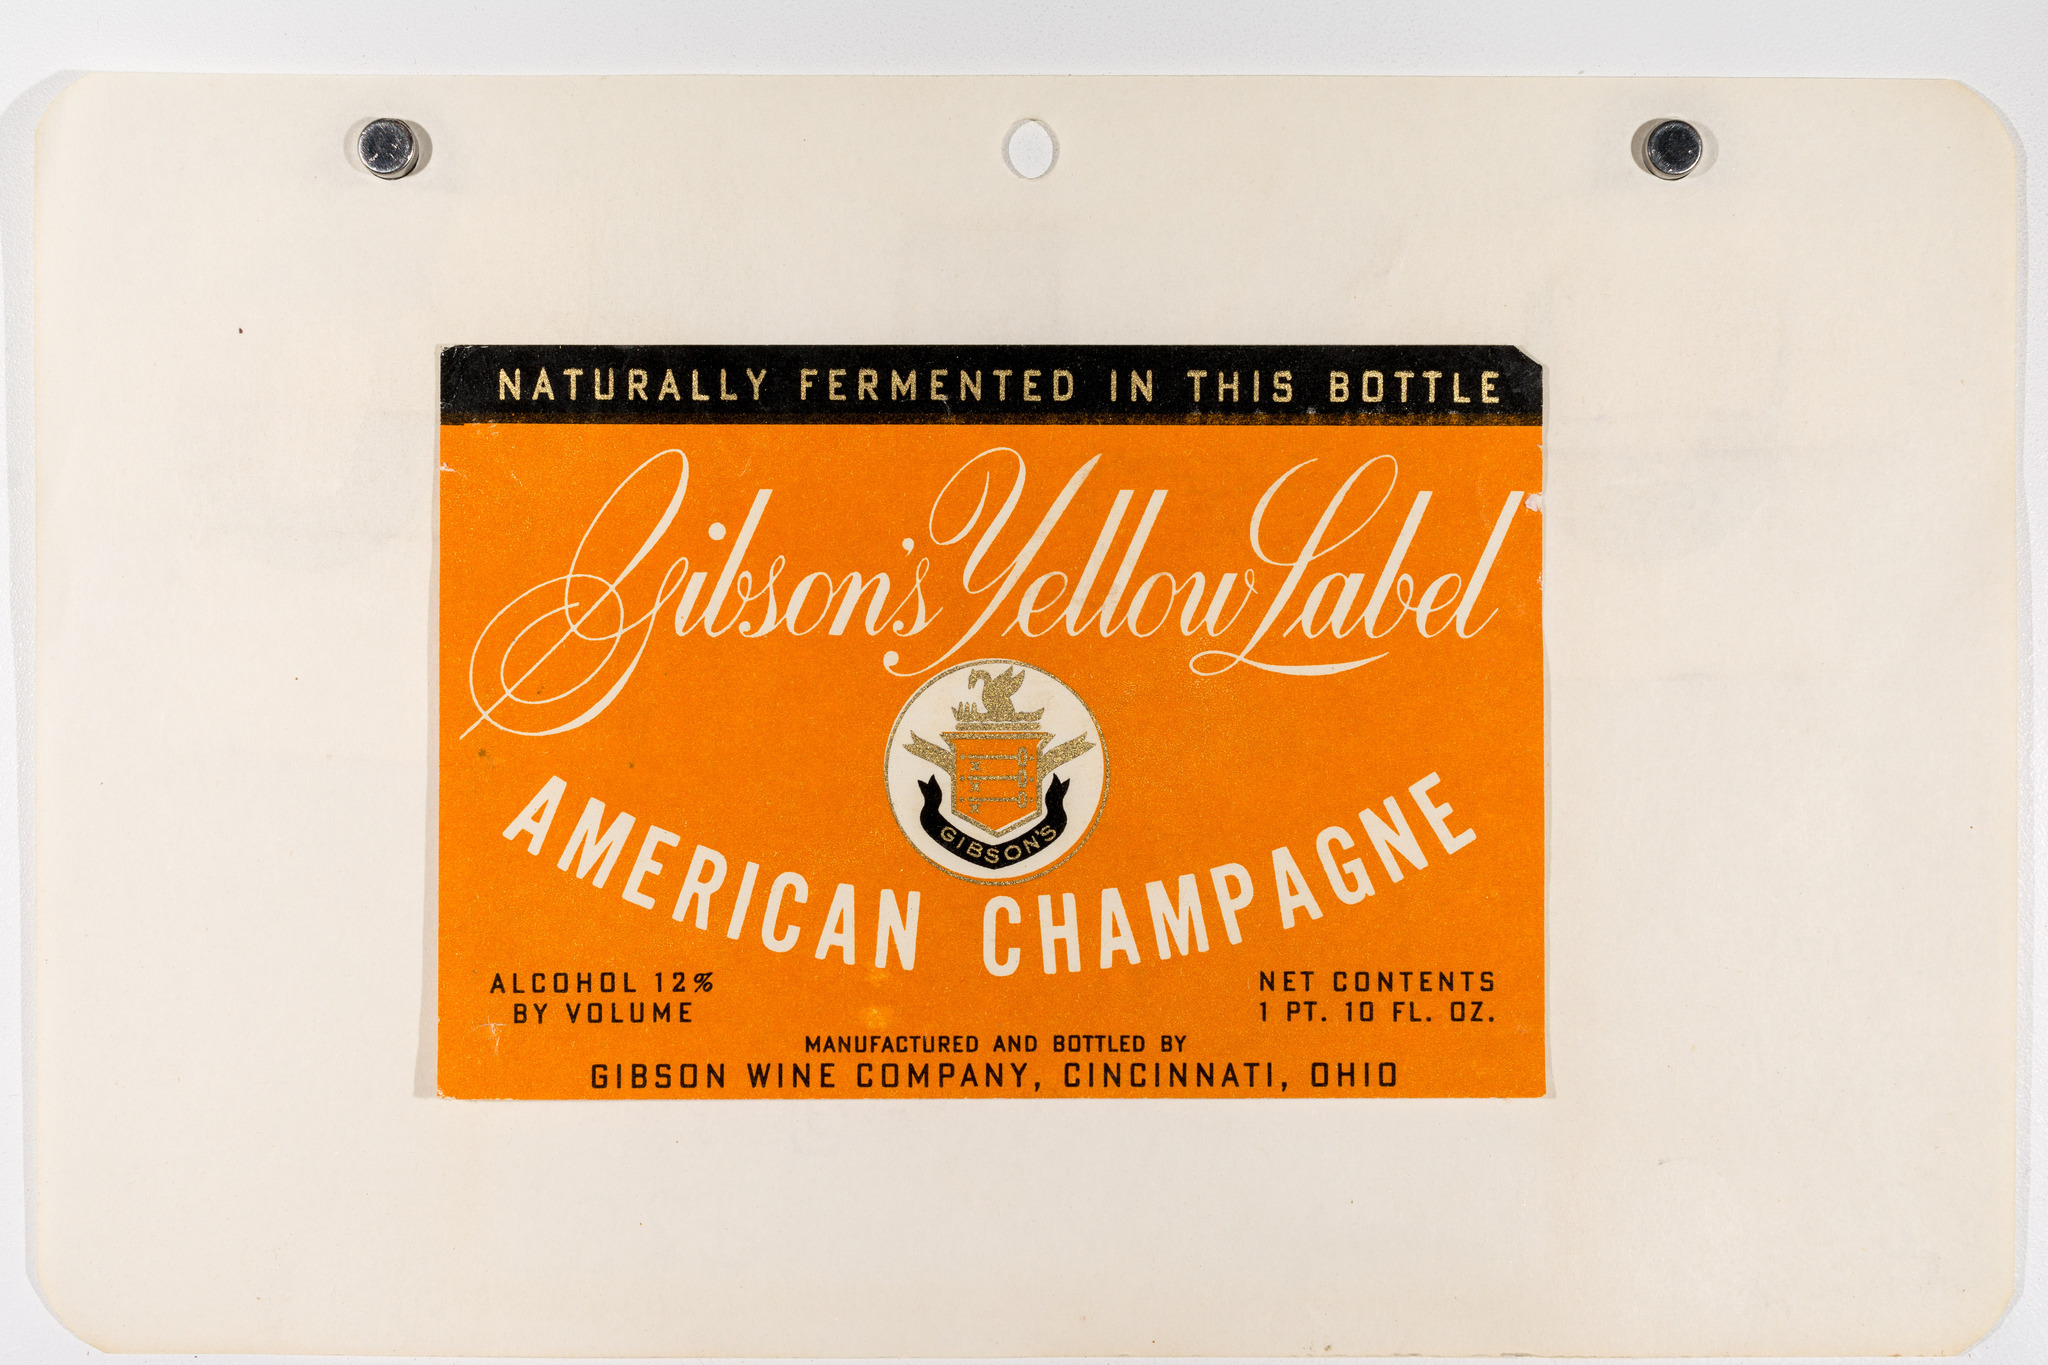 NATURALLY FERMENTED IN THIS BOTTLE
Gibson's Yellow Label
GIBSON'S
AMERICAN CHAMPAGNE
ALCOHOL 12%
BY VOLUME
NET CONTENTS
1 PT. 10 FL. OZ.
MANUFACTURED AND BOTTLED BY
GIBSON WINE COMPANY, CINCINNATI, OHIO